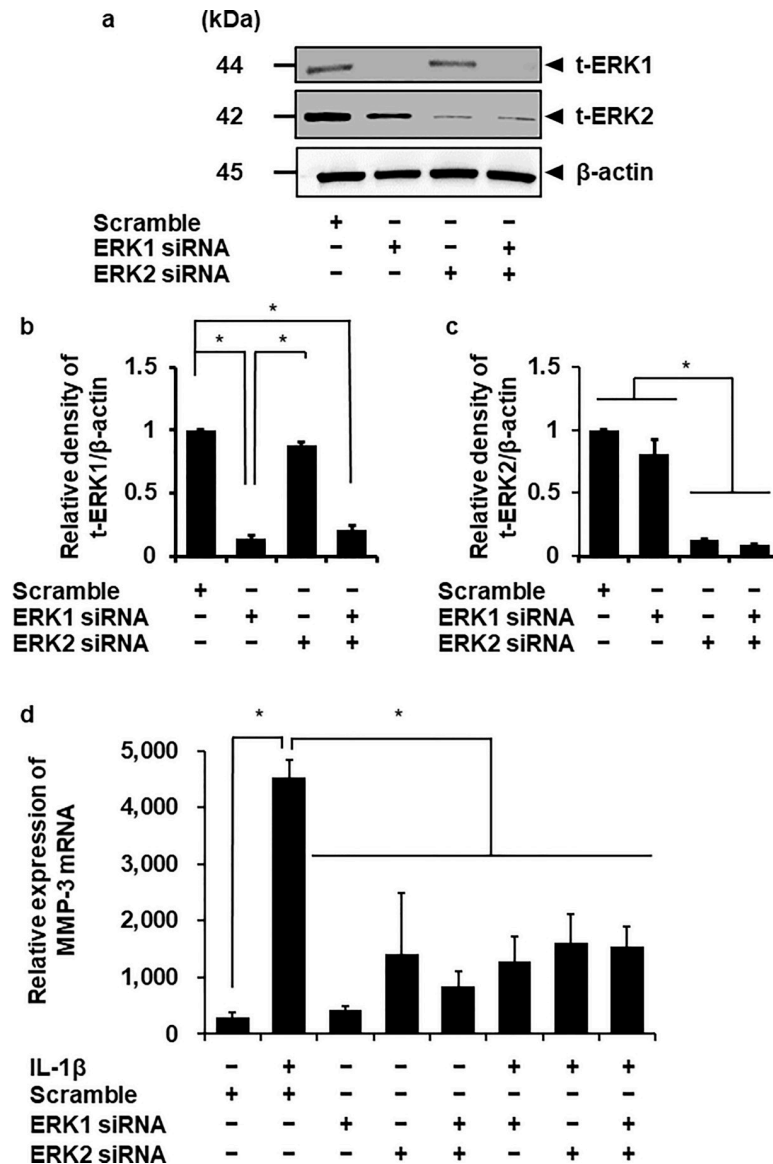 a (kDa)
44 t-ERK1
42 t-ERK2
45 β-actin
Scramble + – – –
ERK1 siRNA – + – +
ERK2 siRNA – – + +
b
* 
* *
Relative density of
t-ERK1/β-actin
1.5
1
0.5
0
Scramble + – – –
ERK1 siRNA – + – +
ERK2 siRNA – – + +
c
*
Relative density of
t-ERK2/β-actin
1.5
1
0.5
0
Scramble + – – –
ERK1 siRNA – + – +
ERK2 siRNA – – + +
d
* *
Relative expression of
MMP-3 mRNA
5,000
4,000
3,000
2,000
1,000
0
IL-1β – + – – – + + +
Scramble + + – – – – – –
ERK1 siRNA – – + – + + – +
ERK2 siRNA – – – + + – + +